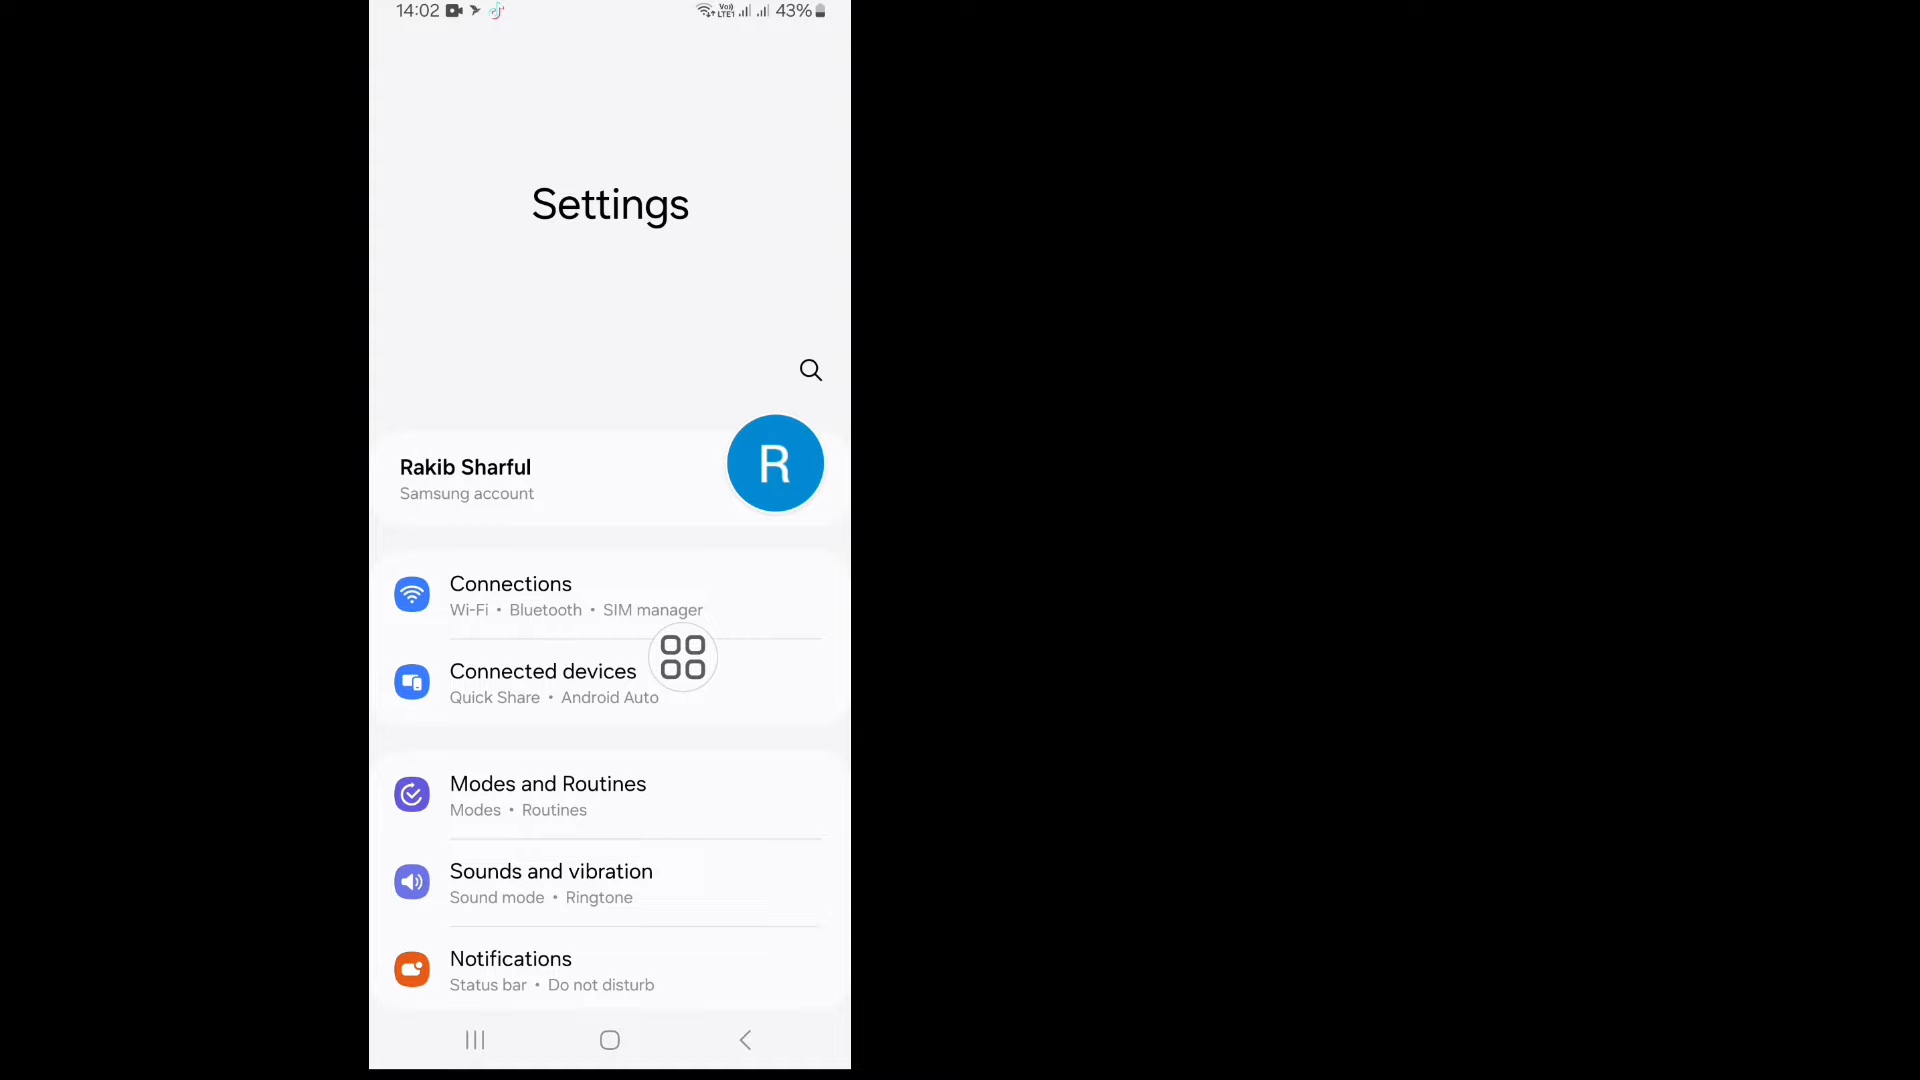 14:02 43%
Settings
Rakib Sharful
Samsung account
R
Connections
Wi-Fi • Bluetooth • SIM manager
Connected devices
Quick Share • Android Auto
Modes and Routines
Modes • Routines
Sounds and vibration
Sound mode • Ringtone
Notifications
Status bar • Do not disturb